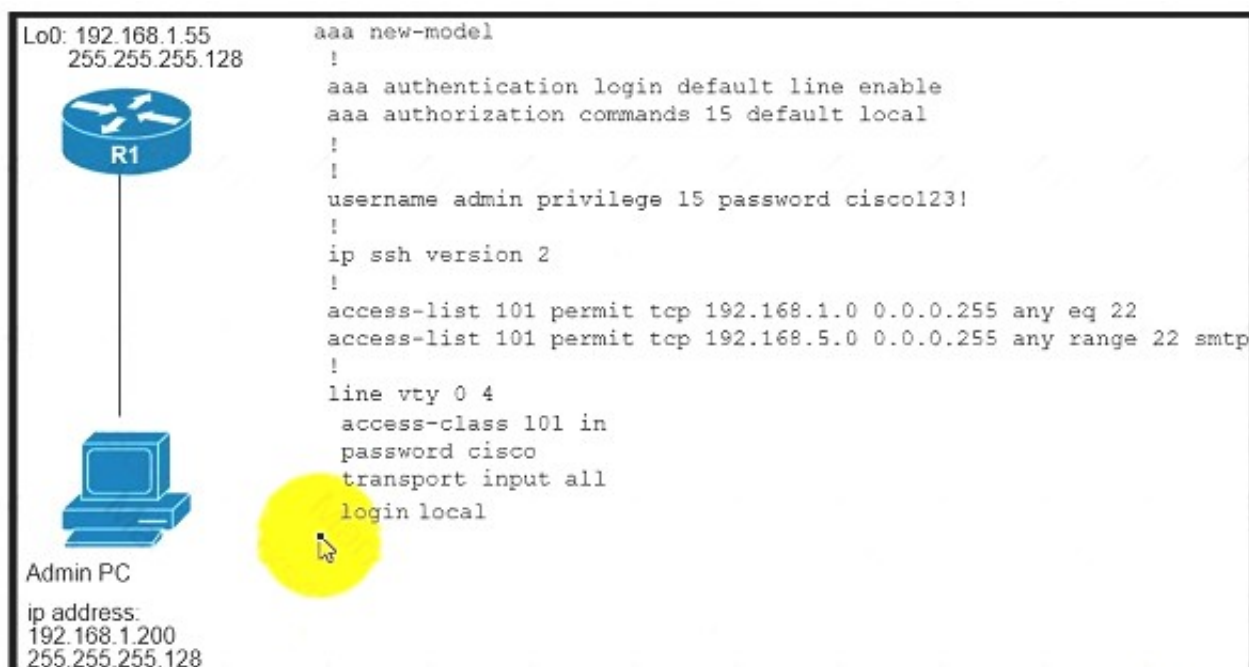 Lo0: 192.168.1.55
255.255.255.128
R1
Admin PC
ip address:
192.168.1.200
255.255.255.128
aaa new-model
!
aaa authentication login default line enable
aaa authorization commands 15 default local
!
!
username admin privilege 15 password cisco123!
!
ip ssh version 2
!
access-list 101 permit tcp 192.168.1.0 0.0.0.255 any eq 22
access-list 101 permit tcp 192.168.5.0 0.0.0.255 any range 22 smtp
!
line vty 0 4
access-class 101 in
password cisco
transport input all
login local